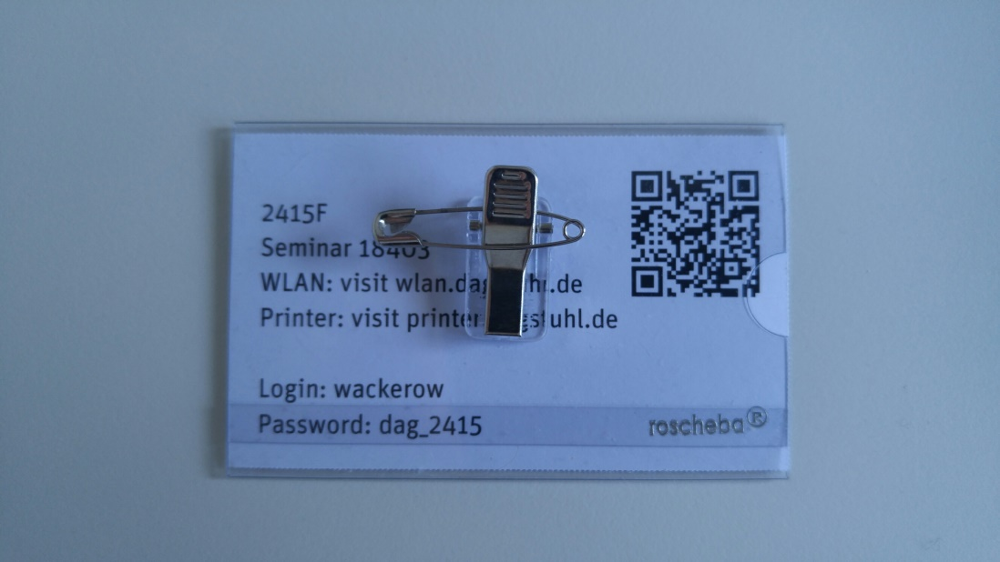 2415F
Seminar 18403
WLAN: visit
Printer: visit
Login: wackerow
Password: dag_2415
roscheba®